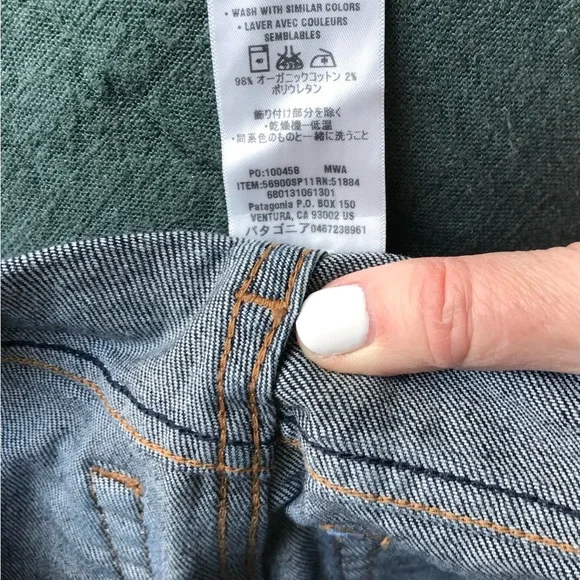 • WASH WITH SIMILAR COLORS
• LAVER AVEC COULEURS
SEMBLABLES
98% オーガニックコットン 2%
ポリウレタン
飾り付け部分を除く
・乾燥機－低温
・同系色のものと一緒に洗うこと
PO:100458 MWA
ITEM:56900SP11 RN:51884
680131061301
Patagonia P.O. BOX 150
VENTURA, CA 93002 US
パタゴニア0467238961